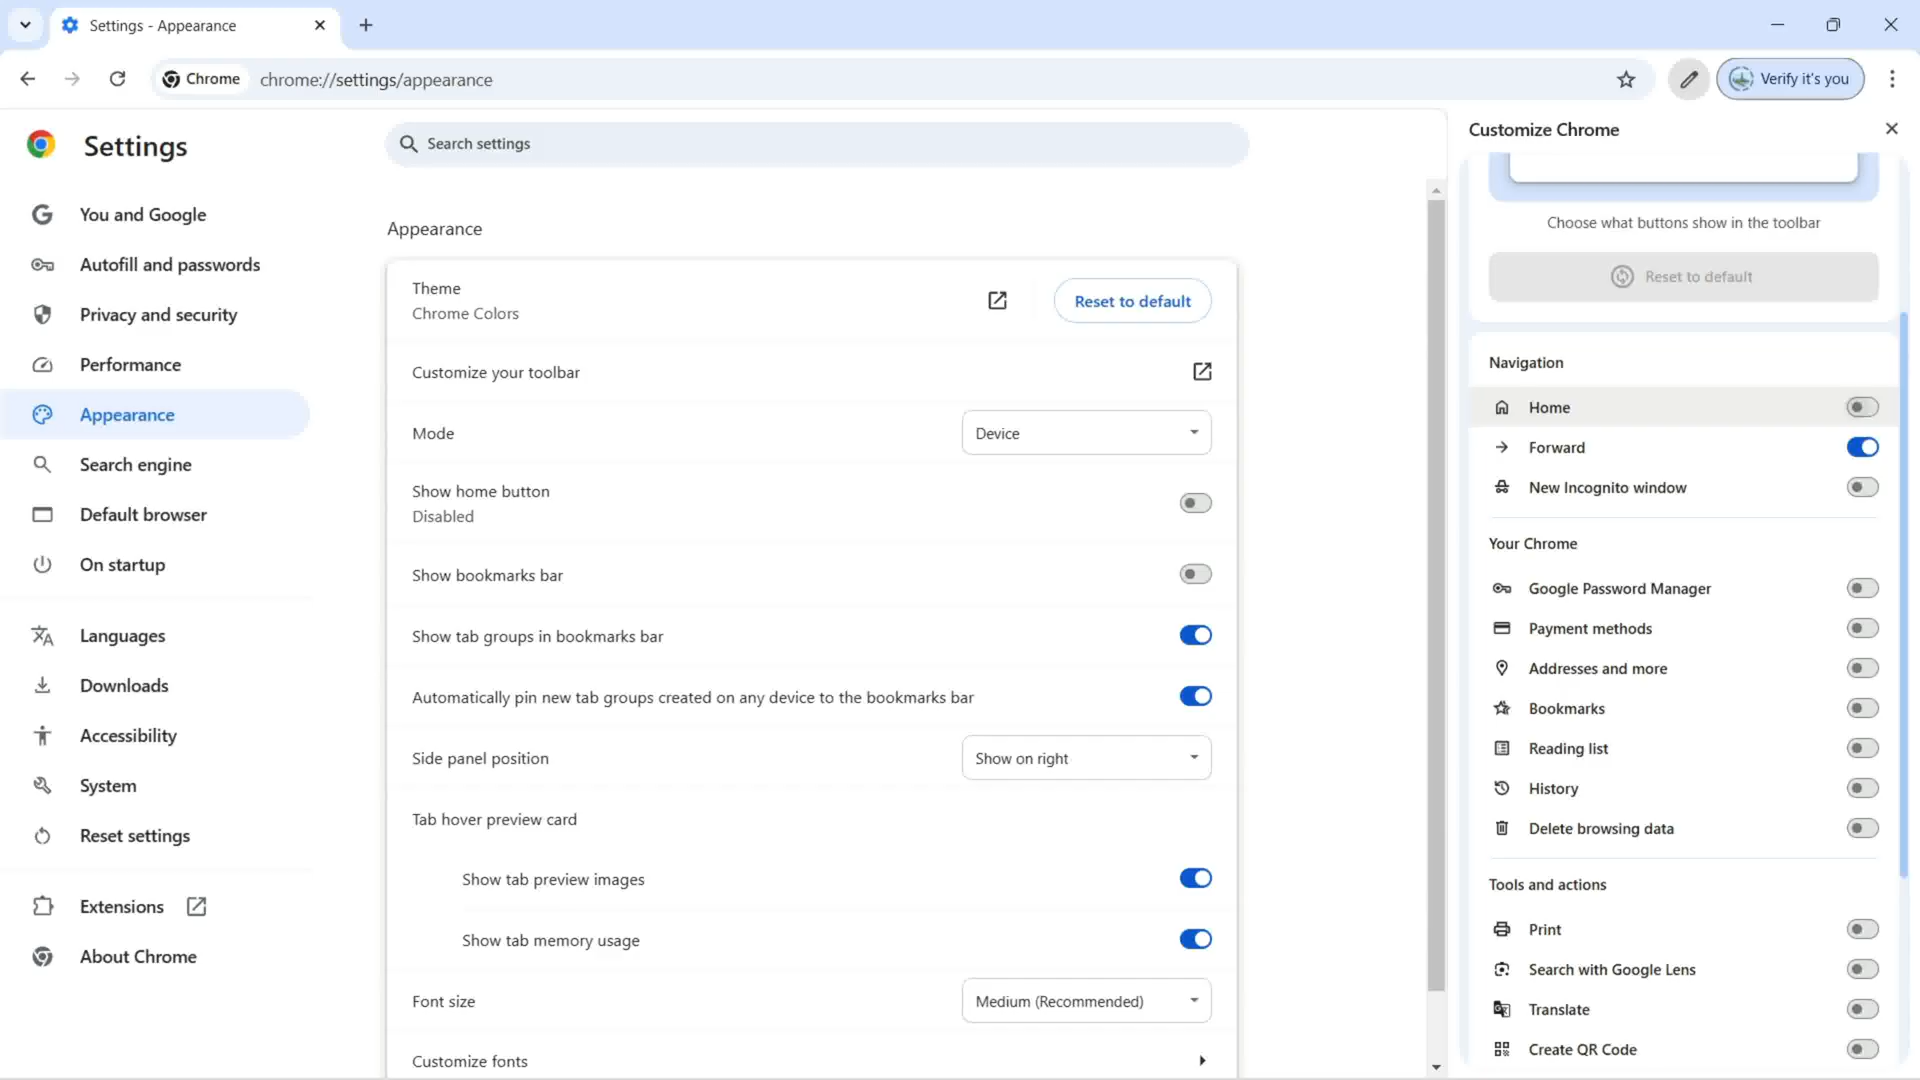 Settings - Appearance
Chrome
chrome://settings/appearance
Verify it's you
Settings
Search settings
You and Google
Autofill and passwords
Privacy and security
Performance
Appearance
Search engine
Default browser
On startup
Languages
Downloads
Accessibility
System
Reset settings
Extensions
About Chrome
Appearance
Theme
Chrome Colors
Reset to default
Customize your toolbar
Mode
Device
Show home button
Disabled
Show bookmarks bar
Show tab groups in bookmarks bar
Automatically pin new tab groups created on any device to the bookmarks bar
Side panel position
Show on right
Tab hover preview card
Show tab preview images
Show tab memory usage
Font size
Medium (Recommended)
Customize fonts
Customize Chrome
Choose what buttons show in the toolbar
Reset to default
Navigation
Home
Forward
New Incognito window
Your Chrome
Google Password Manager
Payment methods
Addresses and more
Bookmarks
Reading list
History
Delete browsing data
Tools and actions
Print
Search with Google Lens
Translate
Create QR Code